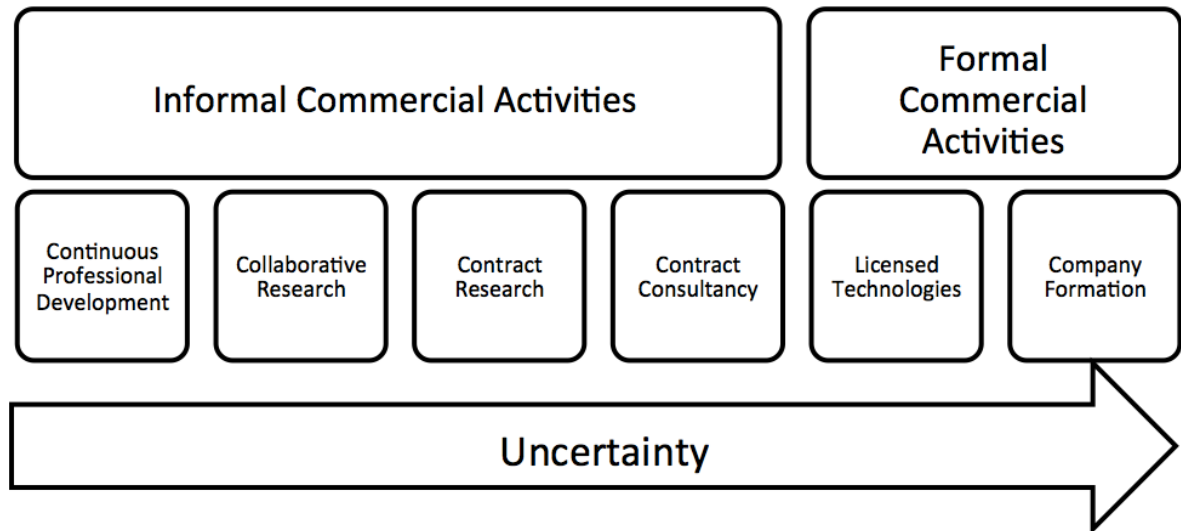 Informal Commercial Activities
Formal
Commercial
Activities
Continuous
Professional
Development
Collaborative
Research
Contract
Research
Contract
Consultancy
Licensed
Technologies
Company
Formation
Uncertainty